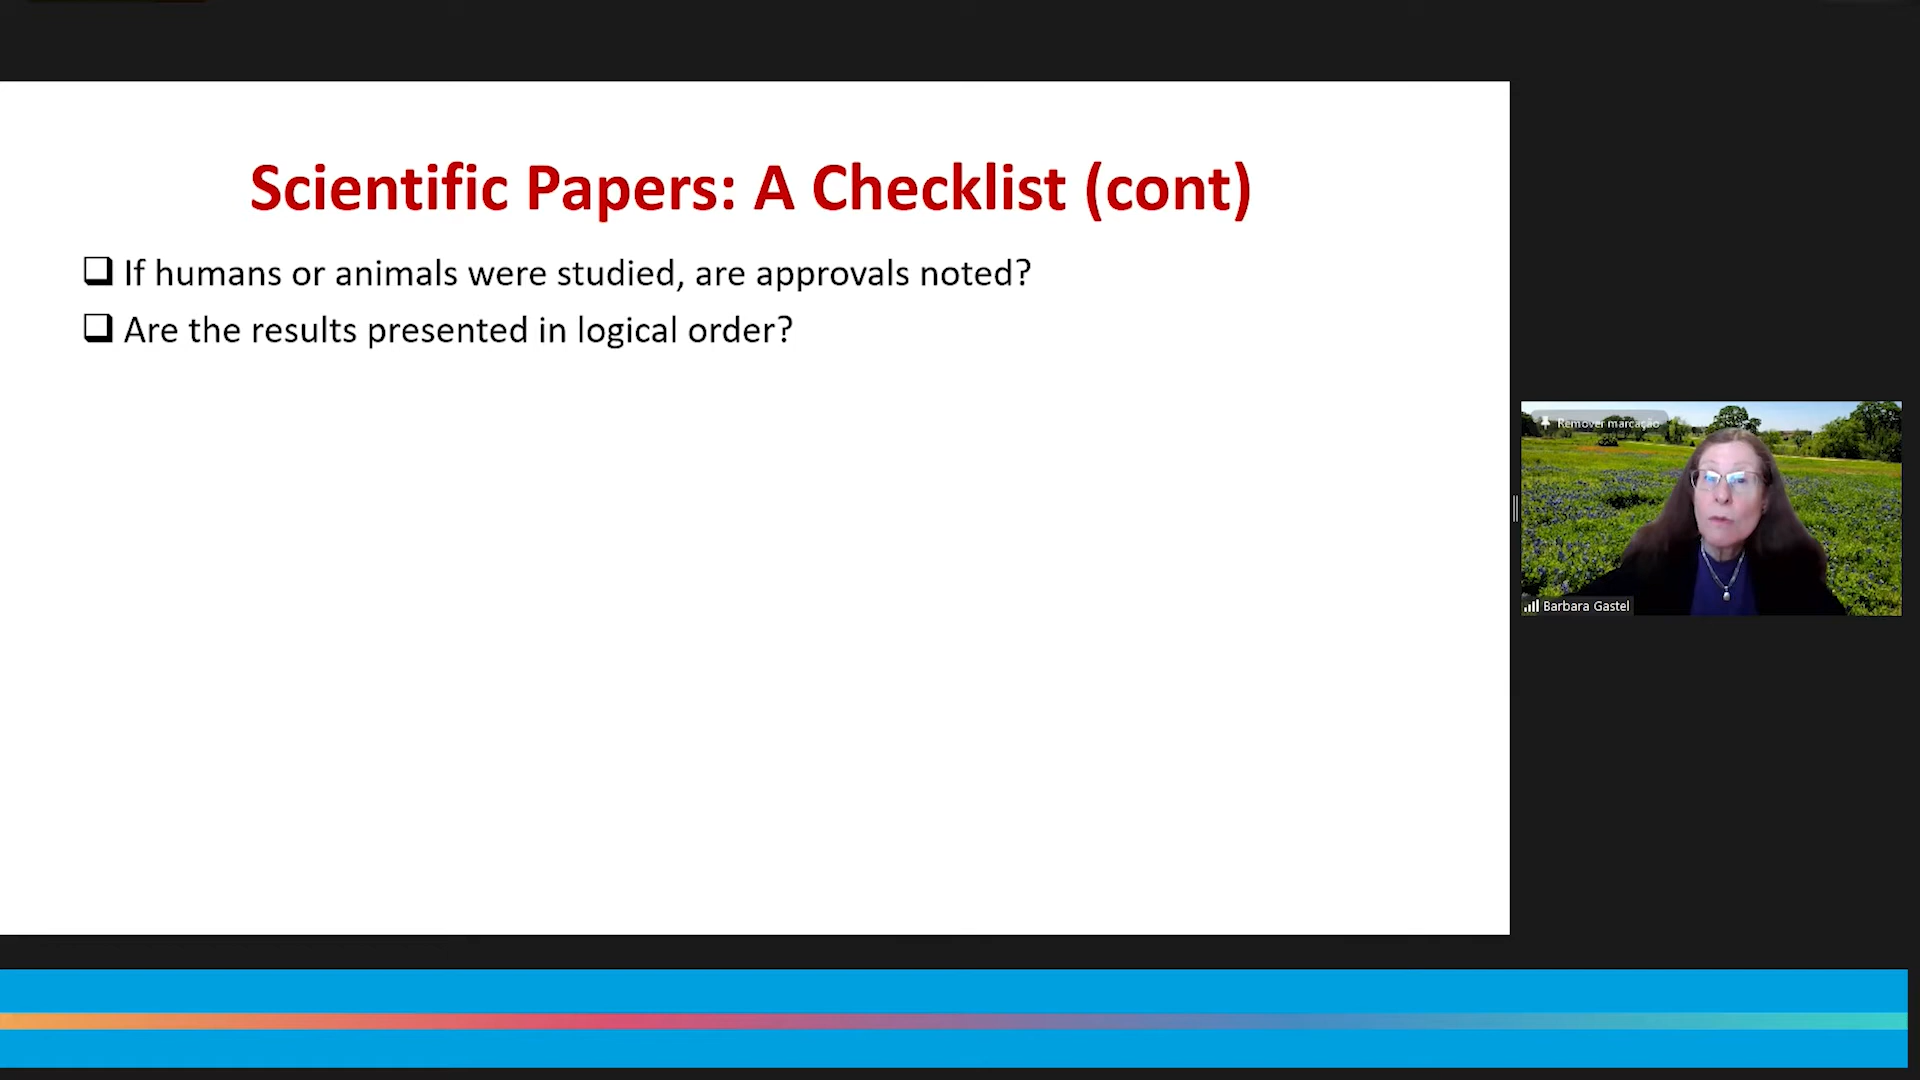 Scientific Papers: A Checklist (cont)
If humans or animals were studied, are approvals noted?
Are the results presented in logical order?
Remover marcação
Barbara Gastel